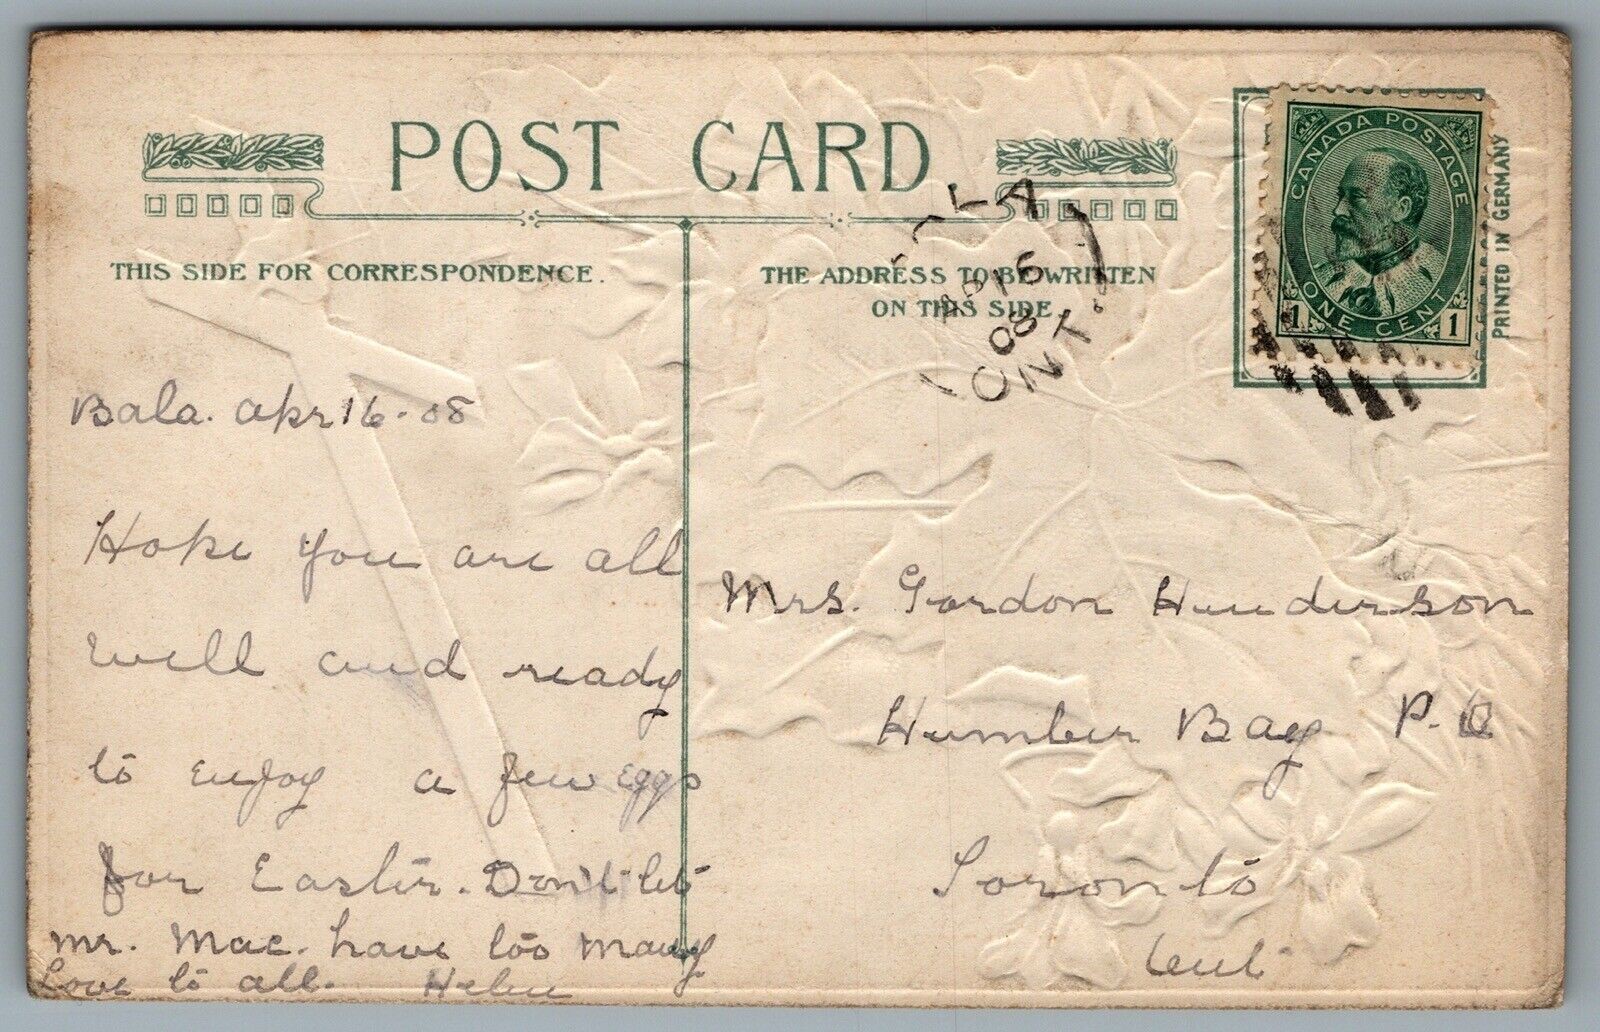 POST CARD
THIS SIDE FOR CORRESPONDENCE.
THE ADDRESS TO BE WRITTEN
ON THIS SIDE
CANADA POSTAGE
ONE CENT
1 1
PRINTED IN GERMANY
LA
AP 16
08
ONT.
Bala. Apr 16-08
Hope you are all
well and ready
to enjoy a few eggs
for Easter. Don't let
Mr. Mac. have too many
Love to all. Helen
Mrs. Gordon Henderson
Humber Bay P.O
Toronto
Ont